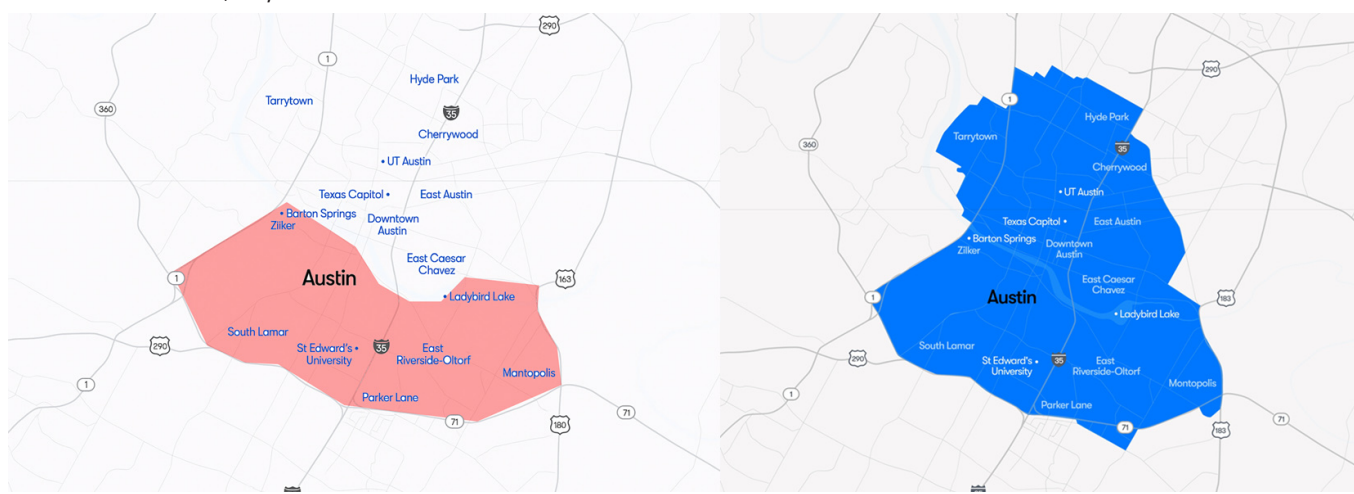 290
1
Hyde Park
Tarrytown
360
35
Cherrywood
UT Austin
Texas Capitol
East Austin
Barton Springs
Zilker
Downtown
Austin
East Caesar
Chavez
Austin
1
163
Ladybird Lake
South Lamar
290
St Edward's
University
35
East
Riverside-Oltorf
Mantopolis
1
Parker Lane
71
71
180
290
1
Hyde Park
Tarrytown
360
35
Cherrywood
UT Austin
Texas Capitol
East Austin
Barton Springs
Zilker
Downtown
Austin
East Caesar
Chavez
Austin
1
183
Ladybird Lake
South Lamar
290
St Edward's
University
35
East
Riverside-Oltorf
Montopolis
1
Parker Lane
71
71
183